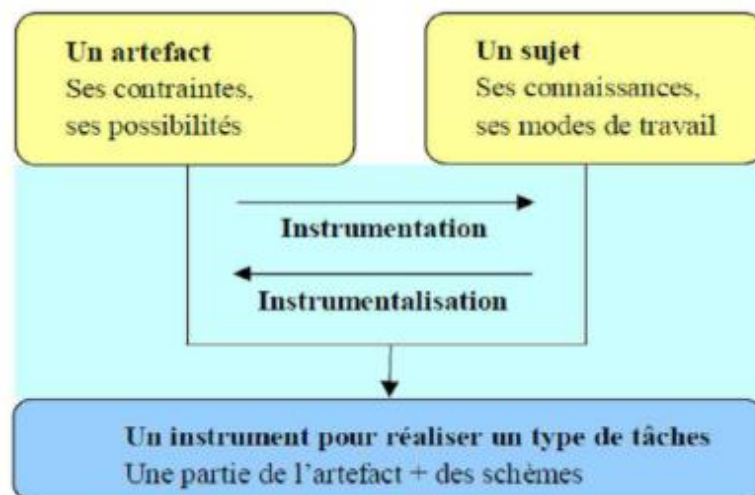 Un artefact
Ses contraintes,
ses possibilités
Un sujet
Ses connaissances,
ses modes de travail
Instrumentation
Instrumentalisation
Un instrument pour réaliser un type de tâches
Une partie de l'artefact + des schèmes